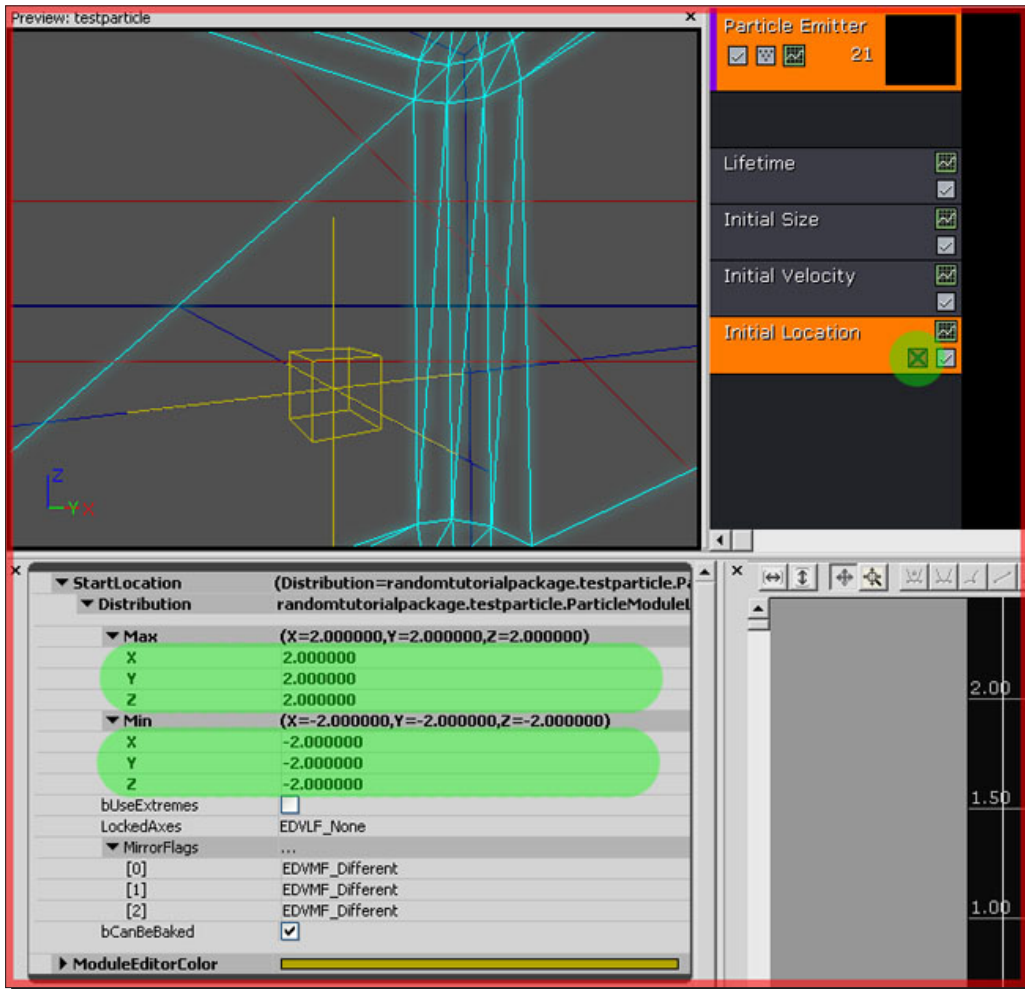 Preview: testparticle
Particle Emitter
21
Lifetime
Initial Size
Initial Velocity
Initial Location
Z
Y X
StartLocation (Distribution=randomtutorialpackage.testparticle.Pa
Distribution randomtutorialpackage.testparticle.ParticleModuleL
Max (X=2.000000,Y=2.000000,Z=2.000000)
X 2.000000
Y 2.000000
Z 2.000000
Min (X=-2.000000,Y=-2.000000,Z=-2.000000)
X -2.000000
Y -2.000000
Z -2.000000
bUseExtremes
LockedAxes EDVLF_None
MirrorFlags ...
[0] EDVMF_Different
[1] EDVMF_Different
[2] EDVMF_Different
bCanBeBaked
ModuleEditorColor
2.00
1.50
1.00